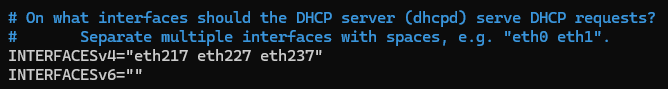 # On what interfaces should the DHCP server (dhcpd) serve DHCP requests?
#       Separate multiple interfaces with spaces, e.g. "eth0 eth1".
INTERFACESv4="eth217 eth227 eth237"
INTERFACESv6=""